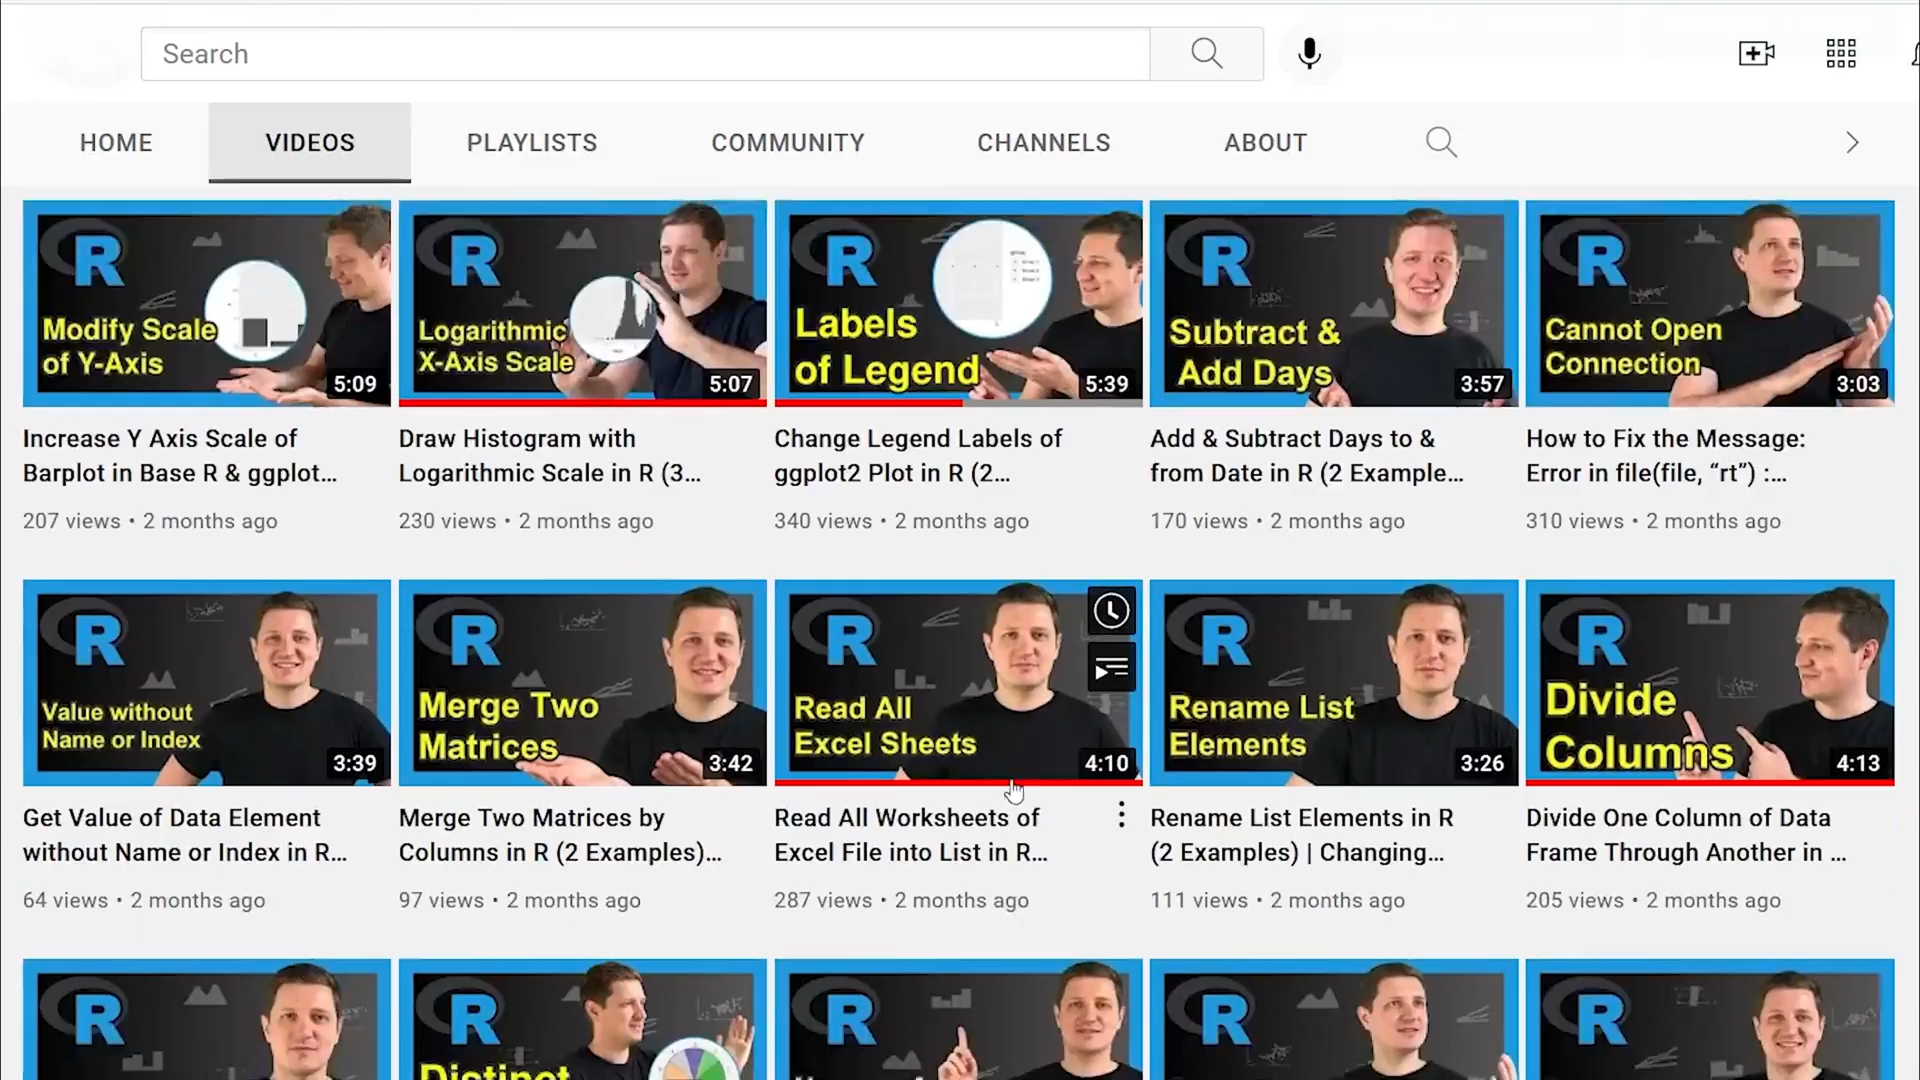 Search
HOME
VIDEOS
PLAYLISTS
COMMUNITY
CHANNELS
ABOUT
R
Modify Scale
of Y-Axis
5:09
R
Logarithmic
X-Axis Scale
5:07
R
Labels
of Legend
5:39
R
Subtract &
Add Days
3:57
R
Cannot Open
Connection
3:03
Increase Y Axis Scale of
Barplot in Base R & ggplot...
207 views • 2 months ago
Draw Histogram with
Logarithmic Scale in R (3...
230 views • 2 months ago
Change Legend Labels of
ggplot2 Plot in R (2...
340 views • 2 months ago
Add & Subtract Days to &
from Date in R (2 Example...
170 views • 2 months ago
How to Fix the Message:
Error in file(file, “rt”) :...
310 views • 2 months ago
R
Value without
Name or Index
3:39
R
Merge Two
Matrices
3:42
R
Read All
Excel Sheets
4:10
R
Rename List
Elements
3:26
R
Divide
Columns
4:13
Get Value of Data Element
without Name or Index in R...
64 views • 2 months ago
Merge Two Matrices by
Columns in R (2 Examples)...
97 views • 2 months ago
Read All Worksheets of
Excel File into List in R...
287 views • 2 months ago
Rename List Elements in R
(2 Examples) | Changing...
111 views • 2 months ago
Divide One Column of Data
Frame Through Another in ...
205 views • 2 months ago
R
R
Distinct
R
R
R